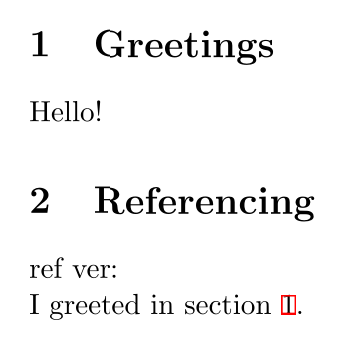 1 Greetings
Hello!
2 Referencing
ref ver:
I greeted in section 1.